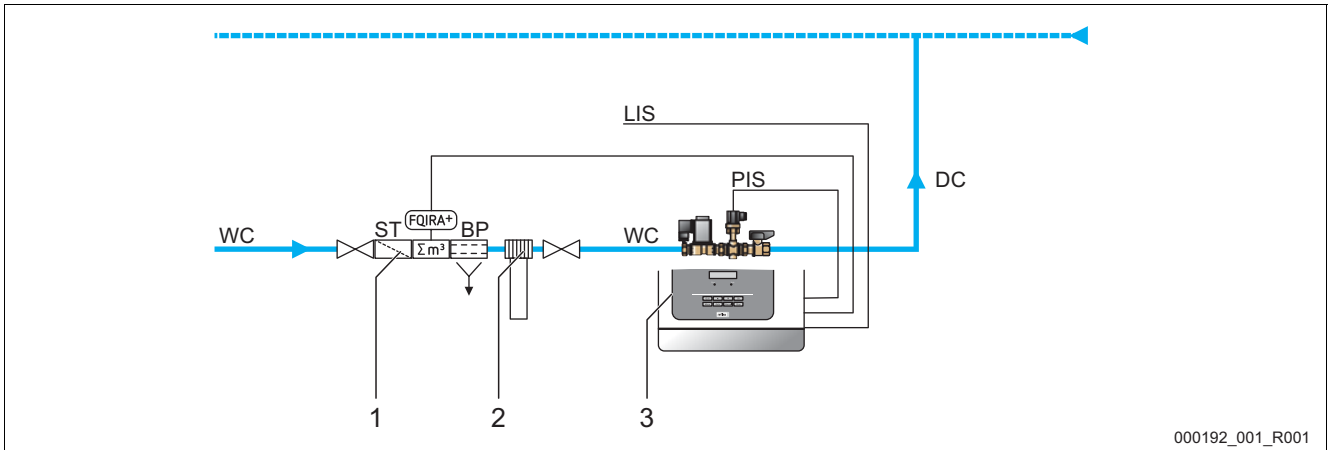 LIS
PIS
DC
FQIRA+
ST
BP
WC
Σ m³
WC
1
2
3
000192_001_R001